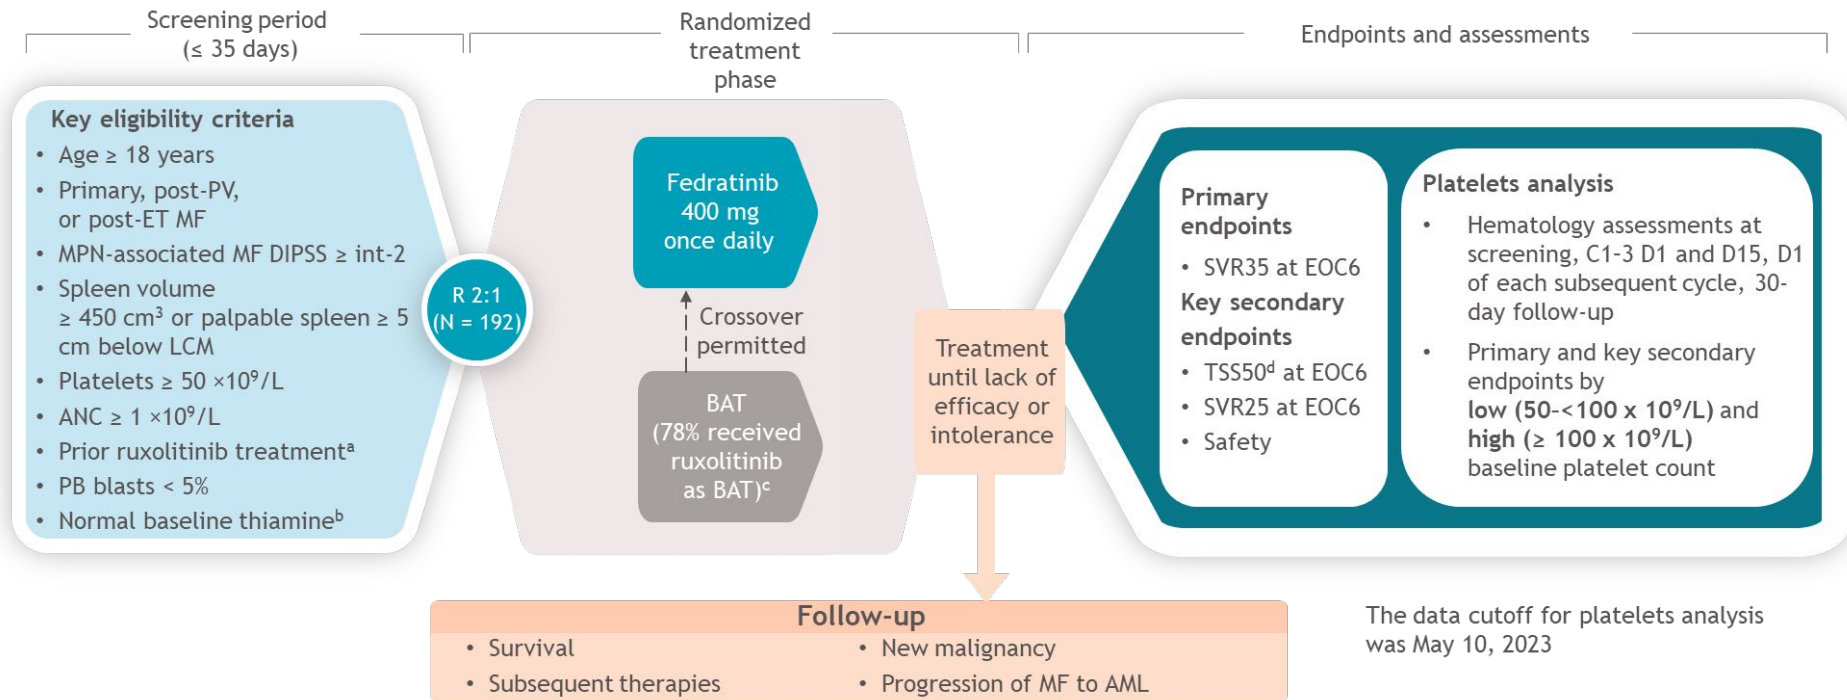 Screening period
(≤ 35 days)
Randomized
treatment
phase
Endpoints and assessments
Key eligibility criteria
• Age ≥ 18 years
• Primary, post-PV,
or post-ET MF
• MPN-associated MF DIPSS ≥ int-2
• Spleen volume
≥ 450 cm³ or palpable spleen ≥ 5
cm below LCM
• Platelets ≥ 50 ×10⁹/L
• ANC ≥ 1 ×10⁹/L
• Prior ruxolitinib treatmentᵃ
• PB blasts < 5%
• Normal baseline thiamineᵇ
R 2:1
(N = 192)
Fedratinib
400 mg
once daily
Crossover
permitted
BAT
(78% received
ruxolitinib
as BAT)ᶜ
Treatment
until lack of
efficacy or
intolerance
Primary
endpoints
• SVR35 at EOC6
Key secondary
endpoints
• TSS50ᵈ at EOC6
• SVR25 at EOC6
• Safety
Platelets analysis
• Hematology assessments at
screening, C1–3 D1 and D15, D1
of each subsequent cycle, 30-
day follow-up
• Primary and key secondary
endpoints by
low (50–<100 x 10⁹/L) and
high (≥ 100 x 10⁹/L)
baseline platelet count
Follow-up
• Survival
• Subsequent therapies
• New malignancy
• Progression of MF to AML
The data cutoff for platelets analysis
was May 10, 2023